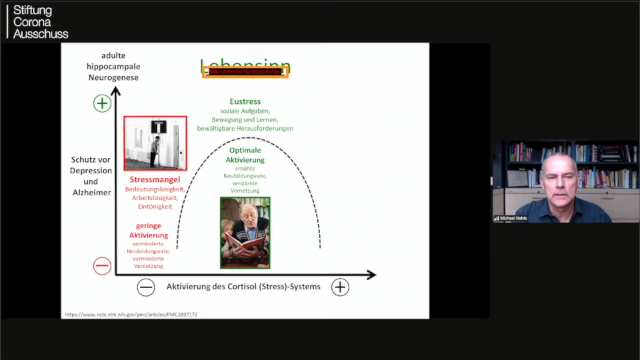 Stiftung
Corona
Ausschuss
adulte
hippocampale
Neurogenese
Lebensinn
Eustress
soziale Aufgaben,
Bewegung und Lernen,
bewältigbare Herausforderungen
Schutz vor
Depression
und
Alzheimer
Optimale
Aktivierung
erhöhte
Neubildungsrate,
verstärkte
Vernetzung
Stressmangel
Bedeutungslosigkeit,
Arbeitslosigkeit,
Eintönigkeit
geringe
Aktivierung
verminderte
Neubildungsrate,
verminderte
Vernetzung
Aktivierung des Cortisol (Stress)-Systems
https://www.ncbi.nlm.nih.gov/pmc/articles/PMC2897172
Michael Nehls